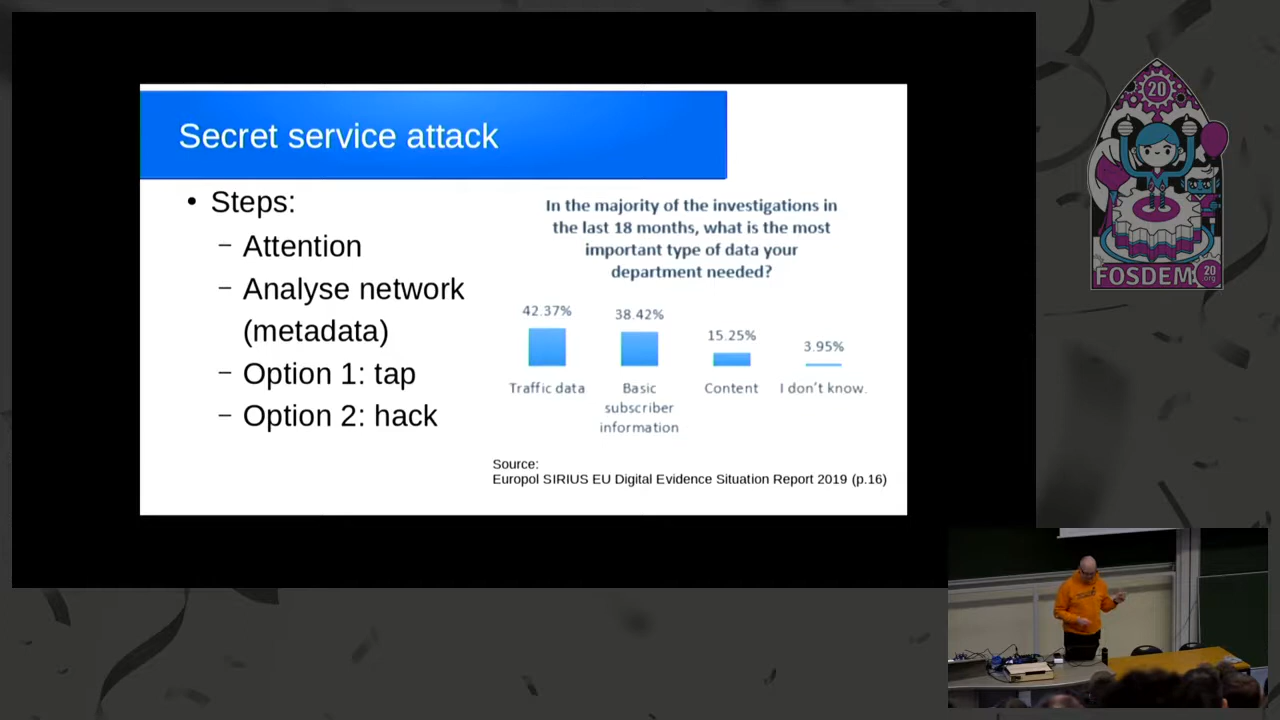 Secret service attack
• Steps:
– Attention
– Analyse network
(metadata)
– Option 1: tap
– Option 2: hack
In the majority of the investigations in
the last 18 months, what is the most
important type of data your
department needed?
42.37%
38.42%
15.25%
3.95%
Traffic data
Basic
subscriber
information
Content
I don't know.
Source:
Europol SIRIUS EU Digital Evidence Situation Report 2019 (p.16)
20
FOSDEM
20
org